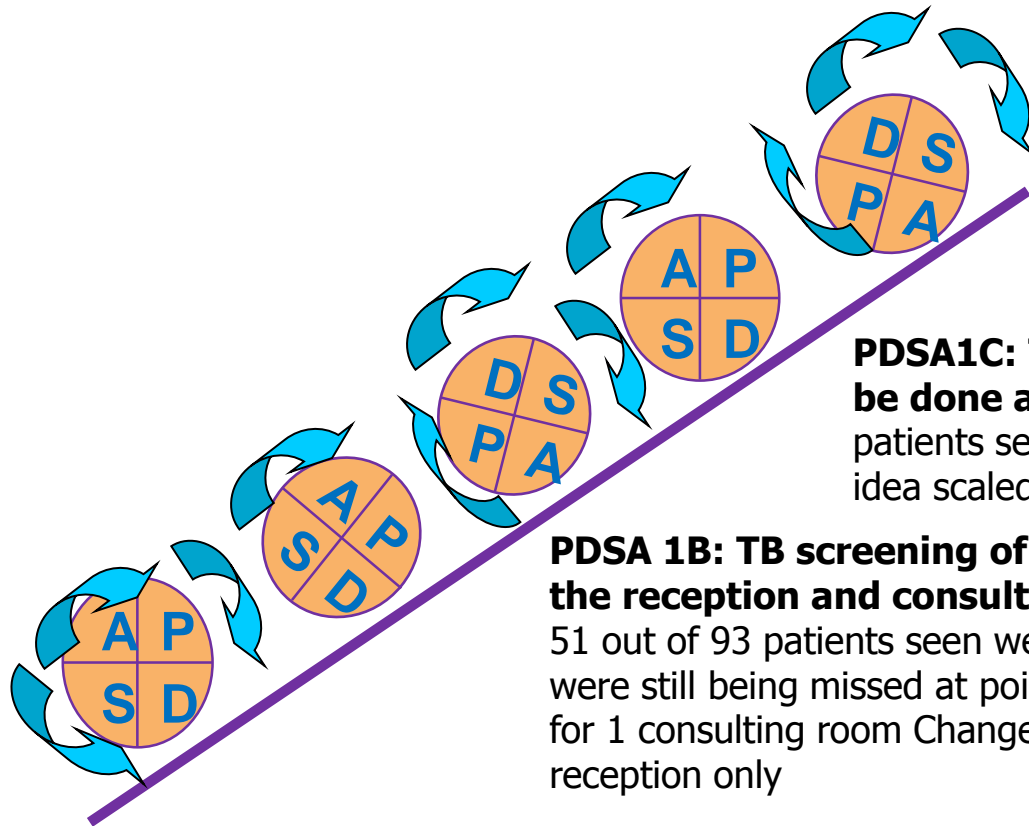 D S
P A
A P
S D
D S
P A
A P
S D
A P
S D
PDSA1C:
be done a
patients se
idea scaled
PDSA 1B: TB screening of
the reception and consult
51 out of 93 patients seen we
were still being missed at poi
for 1 consulting room Change
reception only